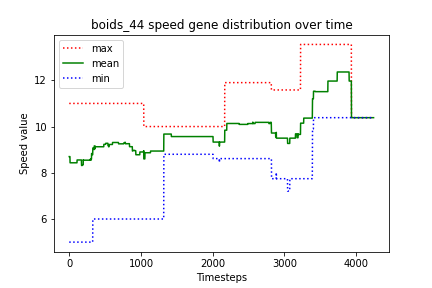 boids_44 speed gene distribution over time
max
mean
min
Speed value
12
10
8
6
0
1000
2000
3000
4000
Timesteps